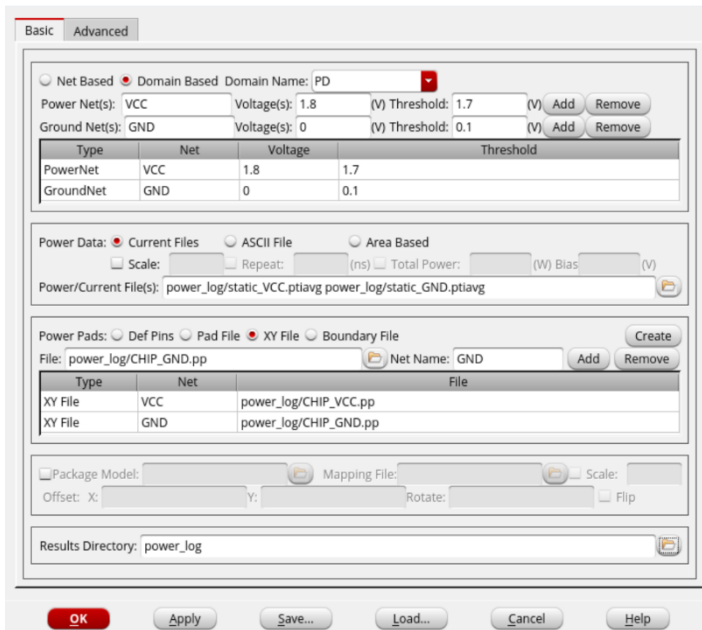 Basic Advanced
Net Based Domain Based Domain Name: PD
Power Net(s): VCC Voltage(s): 1.8 (V) Threshold: 1.7 (V) Add Remove
Ground Net(s): GND Voltage(s): 0 (V) Threshold: 0.1 (V) Add Remove
Type Net Voltage Threshold
PowerNet VCC 1.8 1.7
GroundNet GND 0 0.1
Power Data: Current Files ASCII File Area Based
Scale: Repeat: (ns) Total Power: (W) Bias (V)
Power/Current File(s): power_log/static_VCC.ptiavg power_log/static_GND.ptiavg
Power Pads: Def Pins Pad File XY File Boundary File Create
File: power_log/CHIP_GND.pp Net Name: GND Add Remove
Type Net File
XY File VCC power_log/CHIP_VCC.pp
XY File GND power_log/CHIP_GND.pp
Package Model: Mapping File: Scale:
Offset: X: Y: Rotate: Flip
Results Directory: power_log
OK Apply Save... Load... Cancel Help